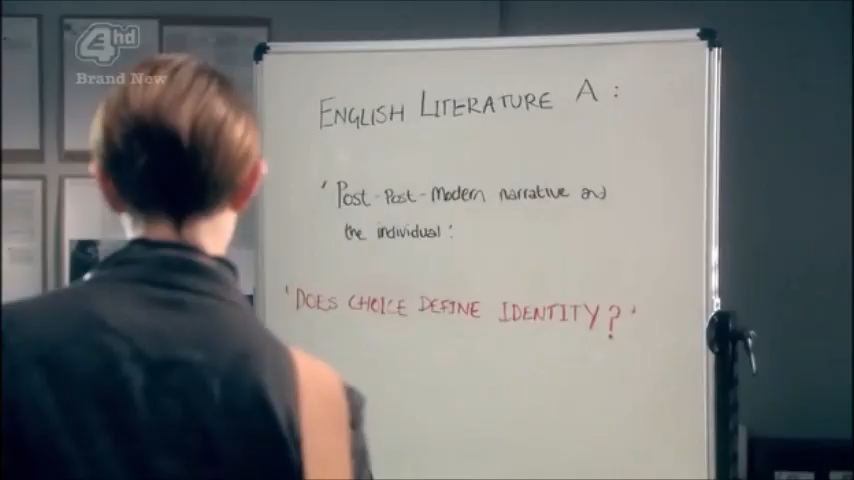 4hd
Brand New
ENGLISH LITERATURE A :
' Post-Post-Modern narrative and
the individual :
' DOES CHOICE DEFINE IDENTITY? '